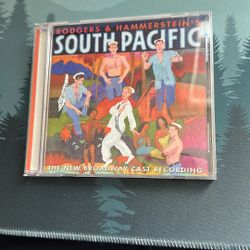 RODGERS & HAMMERSTEIN'S
SOUTH PACIFIC
THE NEW BROADWAY CAST RECORDING